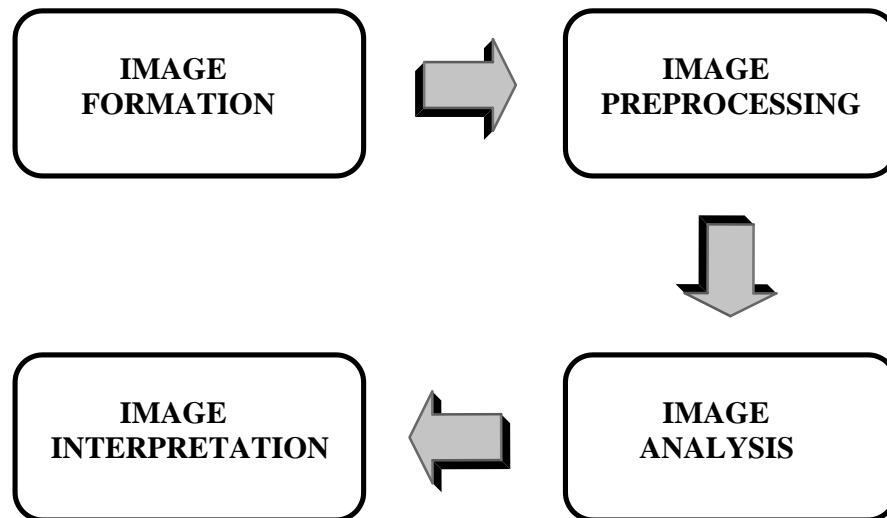 IMAGE
FORMATION
IMAGE
PREPROCESSING
IMAGE
ANALYSIS
IMAGE
INTERPRETATION